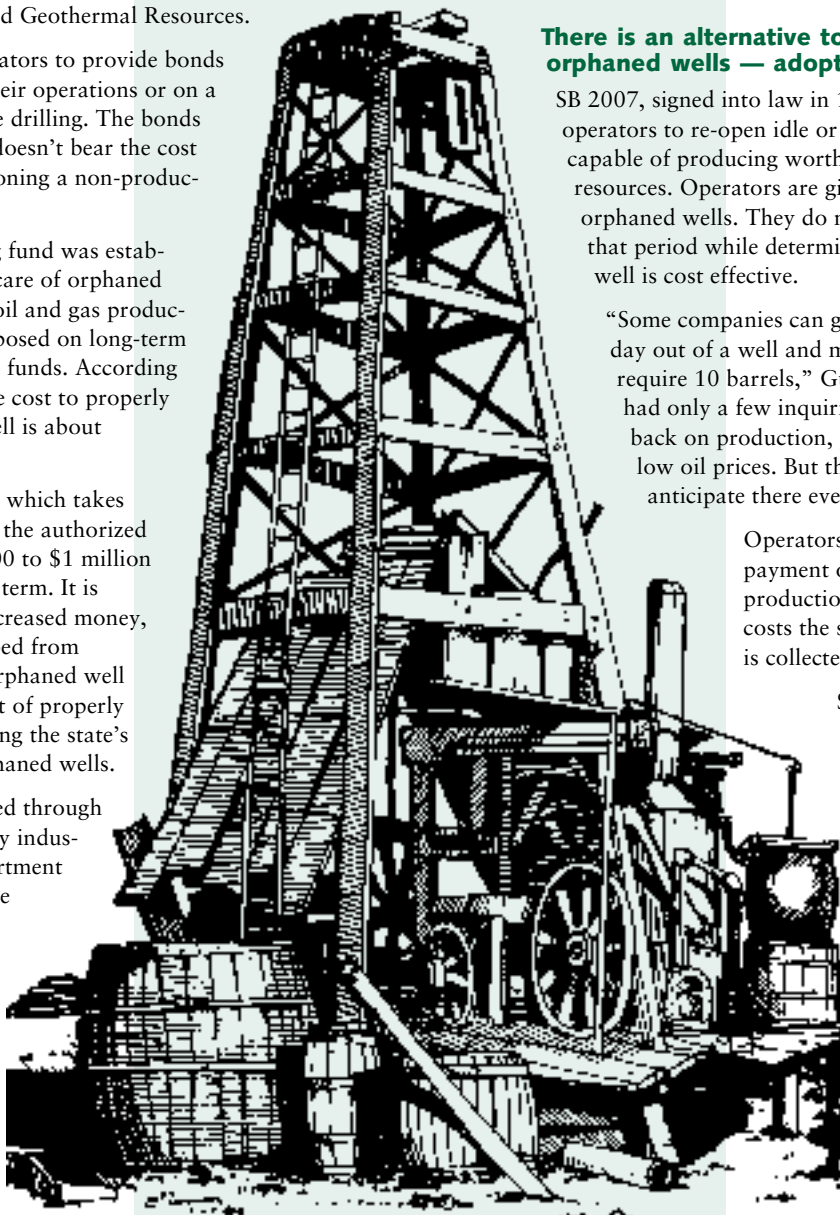 d Geothermal Resources.
ators to provide bonds
eir operations or on a
e drilling. The bonds
doesn't bear the cost
oning a non-produc-
g fund was estab-
care of orphaned
oil and gas produc-
posed on long-term
funds. According
e cost to properly
ell is about
which takes
the authorized
00 to $1 million
term. It is
creased money,
ed from
rphaned well
t of properly
ng the state's
haned wells.
ed through
y indus-
rtment
e
There is an alternative to
orphaned wells — adopt
SB 2007, signed into law in 1
operators to re-open idle or
capable of producing worth
resources. Operators are gi
orphaned wells. They do n
that period while determi
well is cost effective.
“Some companies can g
day out of a well and m
require 10 barrels,” G
had only a few inquiri
back on production,
low oil prices. But th
anticipate there eve
Operators
payment o
productio
costs the s
is collecte
S